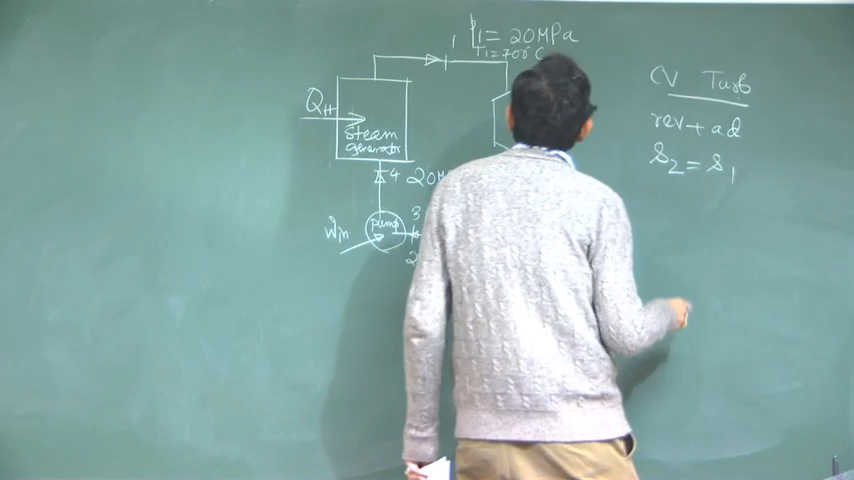 1 p1 = 20MPa
T1=700 C
QH
steam
generator
4 20M
3
pump
Ẇin
2
CV Turb
rev + ad
s2 = s1